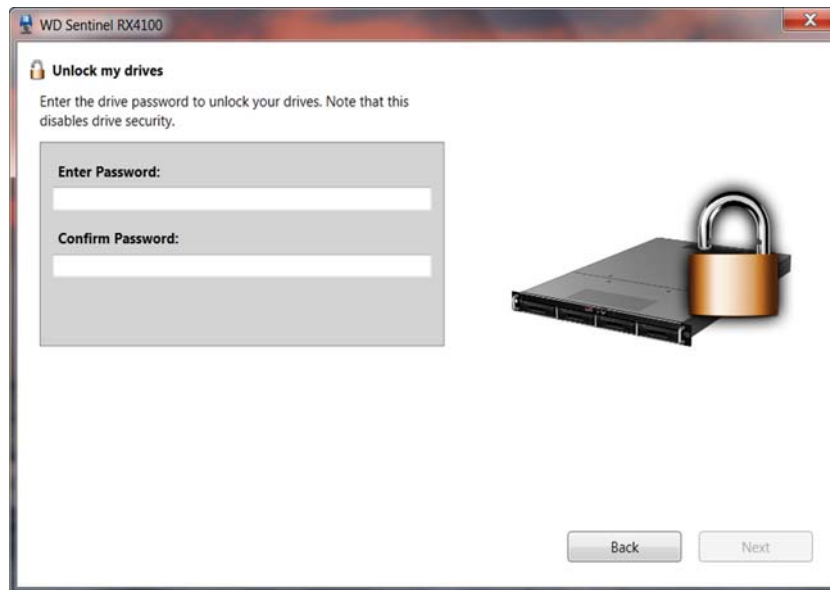 WD Sentinel RX4100
Unlock my drives
Enter the drive password to unlock your drives. Note that this
disables drive security.
Enter Password:
Confirm Password:
Back
Next